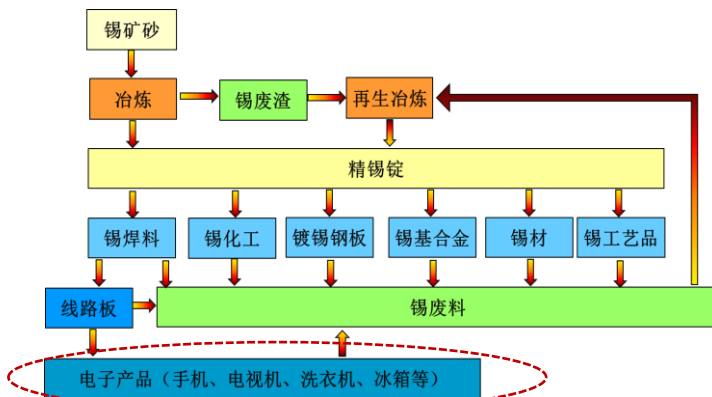 锡矿砂
冶炼
锡废渣
再生冶炼
精锡锭
锡焊料
锡化工
镀锡钢板
锡基合金
锡材
锡工艺品
线路板
锡废料
电子产品（手机、电视机、洗衣机、冰箱等）